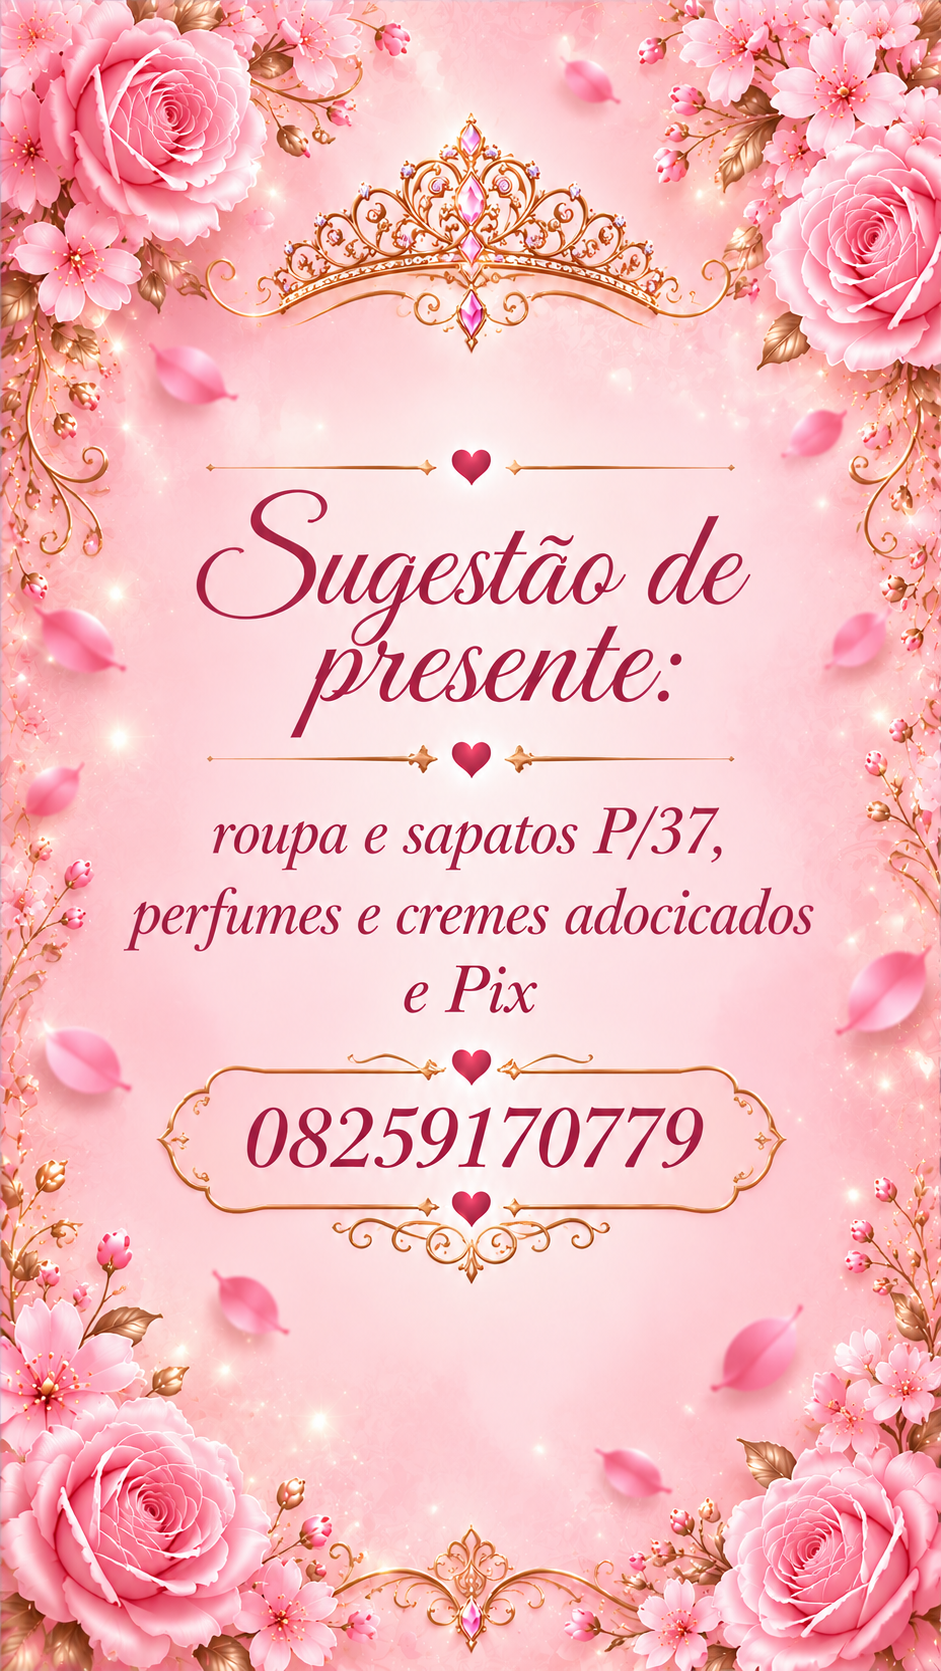 Sugestão de
presente:
roupa e sapatos P/37,
perfumes e cremes adocicados
e Pix
08259170779